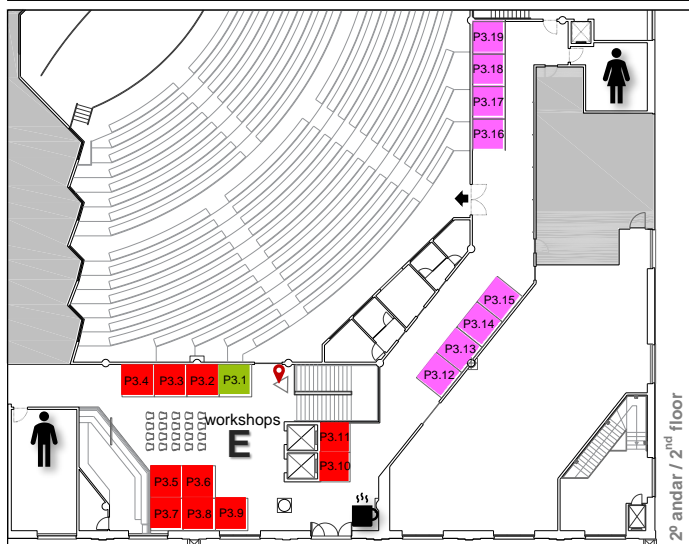 P3.19
P3.18
P3.17
P3.16
P3.15
P3.14
P3.13
P3.12
P3.4 P3.3 P3.2 P3.1
workshops
E
P3.11
P3.10
P3.5 P3.6
P3.7 P3.8 P3.9
2º andar / 2nd floor